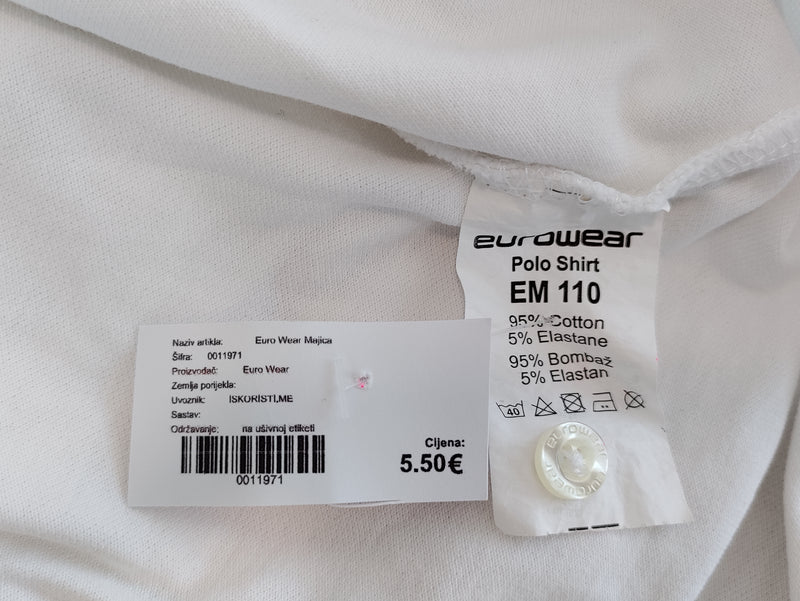 eurowear
Polo Shirt
EM 110
95% Cotton
5% Elastane
95% Bombaž
5% Elastan
40
eurowear
eurowear
Naziv artikla: Euro Wear Majica
Šifra: 0011971
Proizvođač: Euro Wear
Zemlja porijekla:
Uvoznik: ISKORISTI,ME
Sastav:
Održavanje: na ušivnoj etiketi
0011971
Cijena:
5.50€